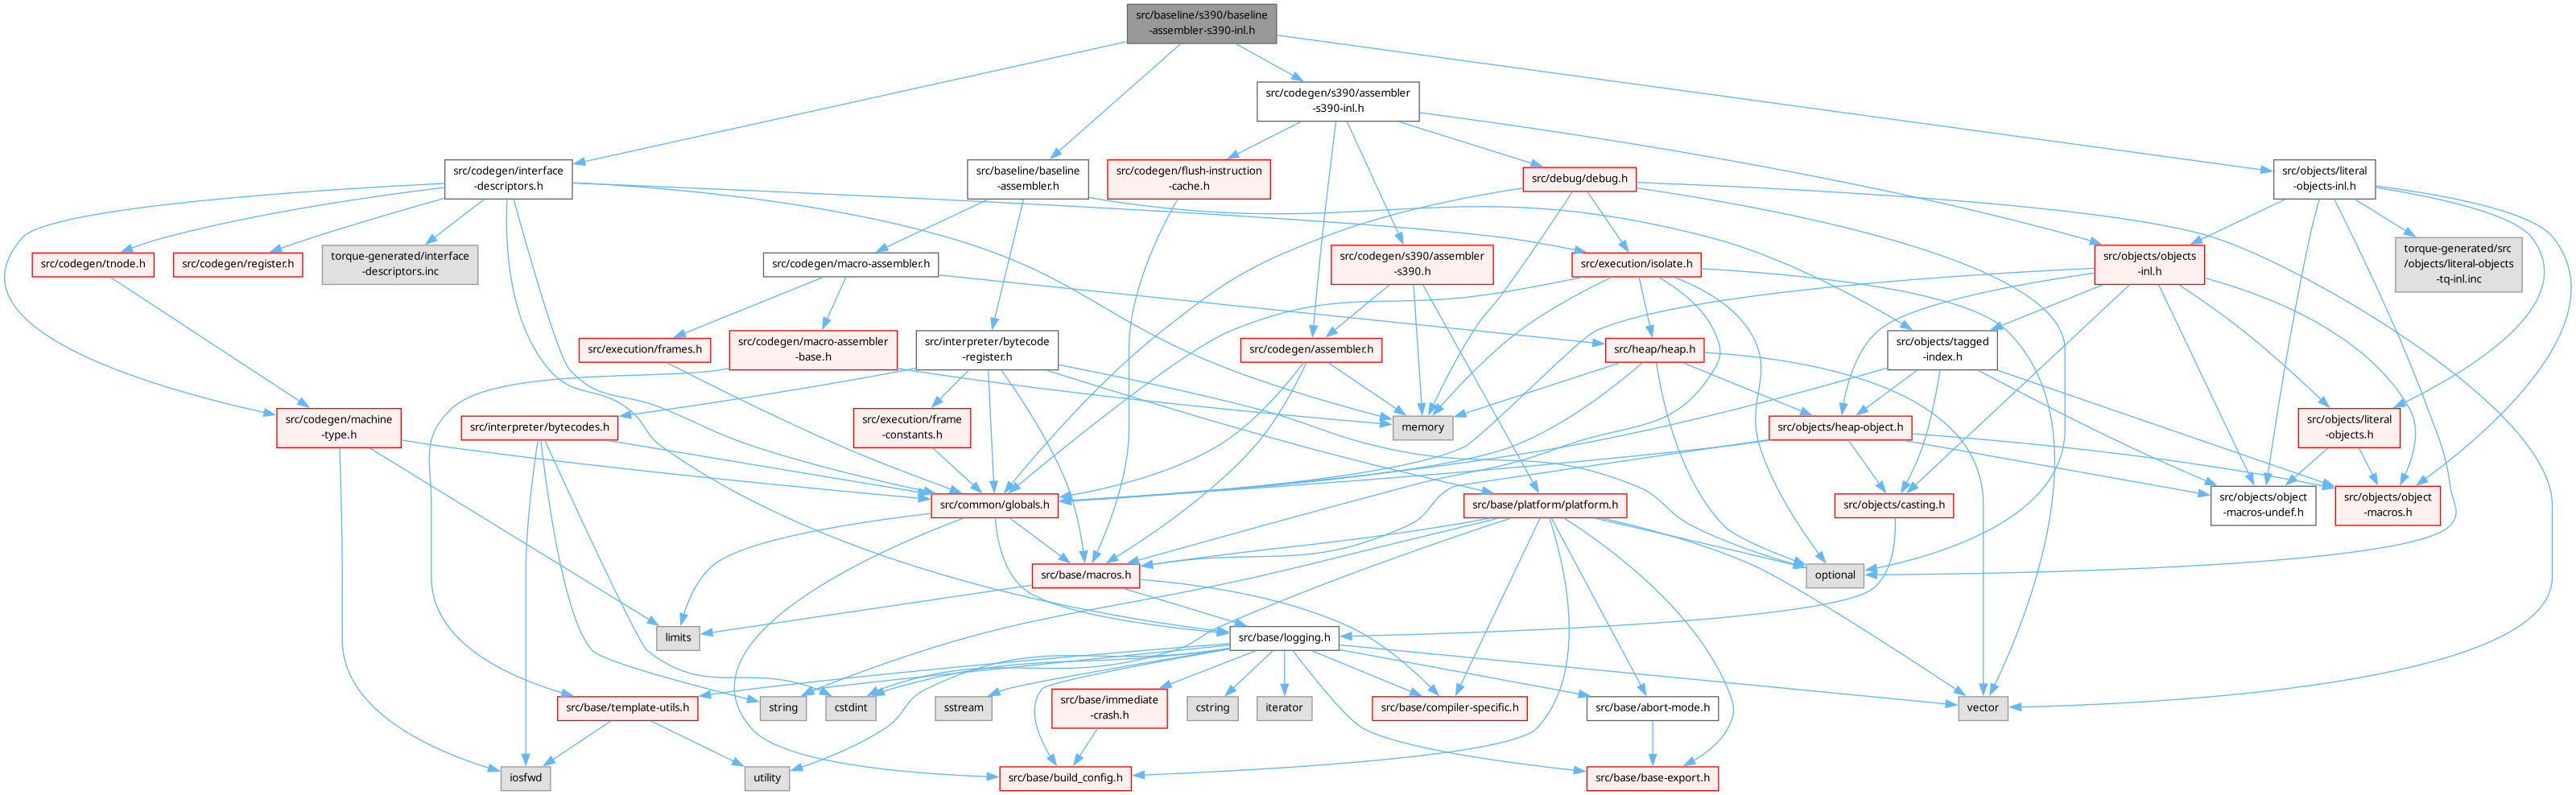 src/baseline/s390/baseline
-assembler-s390-inl.h
src/codegen/s390/assembler
-s390-inl.h
src/codegen/interface
-descriptors.h
src/baseline/baseline
-assembler.h
src/codegen/flush-instruction
-cache.h
src/debug/debug.h
src/objects/literal
-objects-inl.h
src/codegen/tnode.h
src/codegen/register.h
torque-generated/interface
-descriptors.inc
src/codegen/macro-assembler.h
src/codegen/s390/assembler
-s390.h
src/execution/isolate.h
src/objects/objects
-inl.h
torque-generated/src
/objects/literal-objects
-tq-inl.inc
src/execution/frames.h
src/codegen/macro-assembler
-base.h
src/interpreter/bytecode
-register.h
src/codegen/assembler.h
src/heap/heap.h
src/objects/tagged
-index.h
src/codegen/machine
-type.h
src/interpreter/bytecodes.h
src/execution/frame
-constants.h
memory
src/objects/heap-object.h
src/objects/literal
-objects.h
src/common/globals.h
src/base/platform/platform.h
src/objects/casting.h
src/objects/object
-macros-undef.h
src/objects/object
-macros.h
src/base/macros.h
optional
limits
src/base/logging.h
src/base/template-utils.h
string
cstdint
sstream
src/base/immediate
-crash.h
cstring
iterator
src/base/compiler-specific.h
src/base/abort-mode.h
vector
iosfwd
utility
src/base/build_config.h
src/base/base-export.h